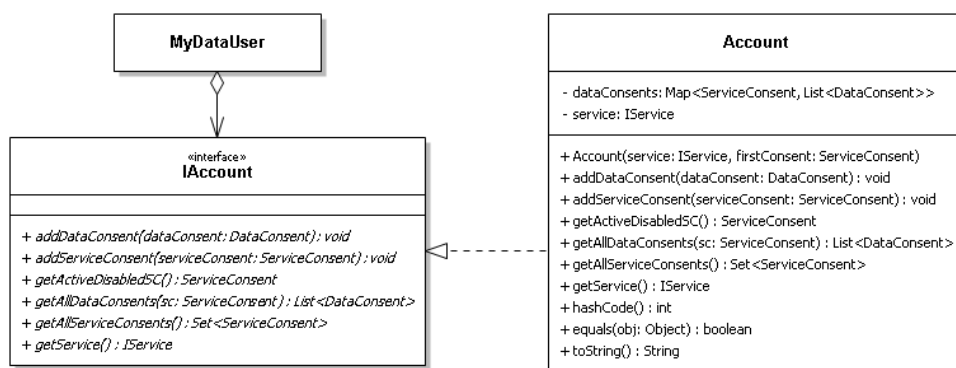 MyDataUser
«interface»
IAccount
+ addDataConsent(dataConsent: DataConsent) : void
+ addServiceConsent(serviceConsent: ServiceConsent) : void
+ getActiveDisabledSC() : ServiceConsent
+ getAllDataConsents(sc: ServiceConsent) : List<DataConsent>
+ getAllServiceConsents() : Set<ServiceConsent>
+ getService() : IService
Account
- dataConsents: Map<ServiceConsent, List<DataConsent>>
- service: IService
+ Account(service: IService, firstConsent: ServiceConsent)
+ addDataConsent(dataConsent: DataConsent) : void
+ addServiceConsent(serviceConsent: ServiceConsent) : void
+ getActiveDisabledSC() : ServiceConsent
+ getAllDataConsents(sc: ServiceConsent) : List<DataConsent>
+ getAllServiceConsents() : Set<ServiceConsent>
+ getService() : IService
+ hashCode() : int
+ equals(obj: Object) : boolean
+ toString() : String